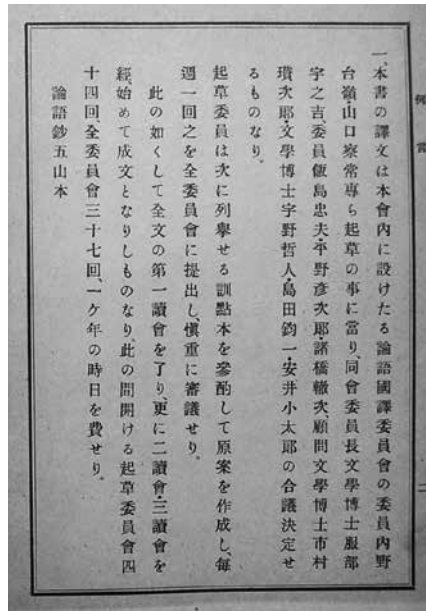 例言
一、本書の譯文は本會內に設けたる論語國譯委員會の委員內野
台嶺・山口察常專ら起草の事に當り、同會委員長文學博士服部
宇之吉、委員飯島忠夫・平野彥次郞・諸橋轍次、顧問文學博士市村
瓚次郞・文學博士宇野哲人・島田鈞一・安井小太郞の合議決定せ
るものなり。
起草委員は次に列擧せる訓點本を參酌して原案を作成し、每
週一回之を全委員會に提出し、愼重に審議せり。
此の如くして全文の第一讀會を了り、更に二讀會・三讀會を
經、始めて成文となりしものなり、此の間開ける起草委員會四
十四回、全委員會三十七回、一ケ年の時日を費せり。
論語鈔五山本
二